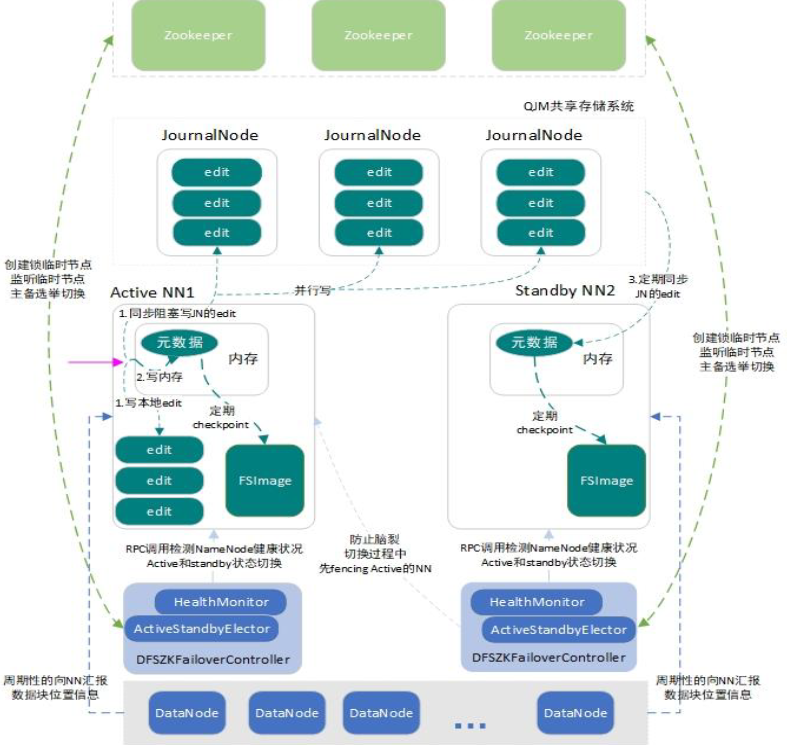 Zookeeper
Zookeeper
Zookeeper
QJM共享存储系统
JournalNode
JournalNode
JournalNode
edit
edit
edit
edit
edit
edit
edit
edit
edit
创建锁临时节点
监听临时节点
主备选举切换
Active NN1
并行写
Standby NN2
3.定期同步
JN的edit
1.同步阻塞写JN的edit
元数据
内存
2.写内存
1.写本地edit
定期
checkpoint
edit
edit
edit
FSImage
元数据
内存
定期
checkpoint
FSImage
创建锁临时节点
监听临时节点
主备选举切换
RPC调用检测NameNode健康状况
Active和standby状态切换
防止脑裂
切换过程中
先fencing Active的NN
RPC调用检测NameNode健康状况
Active和standby状态切换
HealthMonitor
ActiveStandbyElector
DFSZKFailoverController
HealthMonitor
ActiveStandbyElector
DFSZKFailoverController
周期性的向NN汇报
数据块位置信息
周期性的向NN汇报
数据块位置信息
DataNode
DataNode
DataNode
...
DataNode